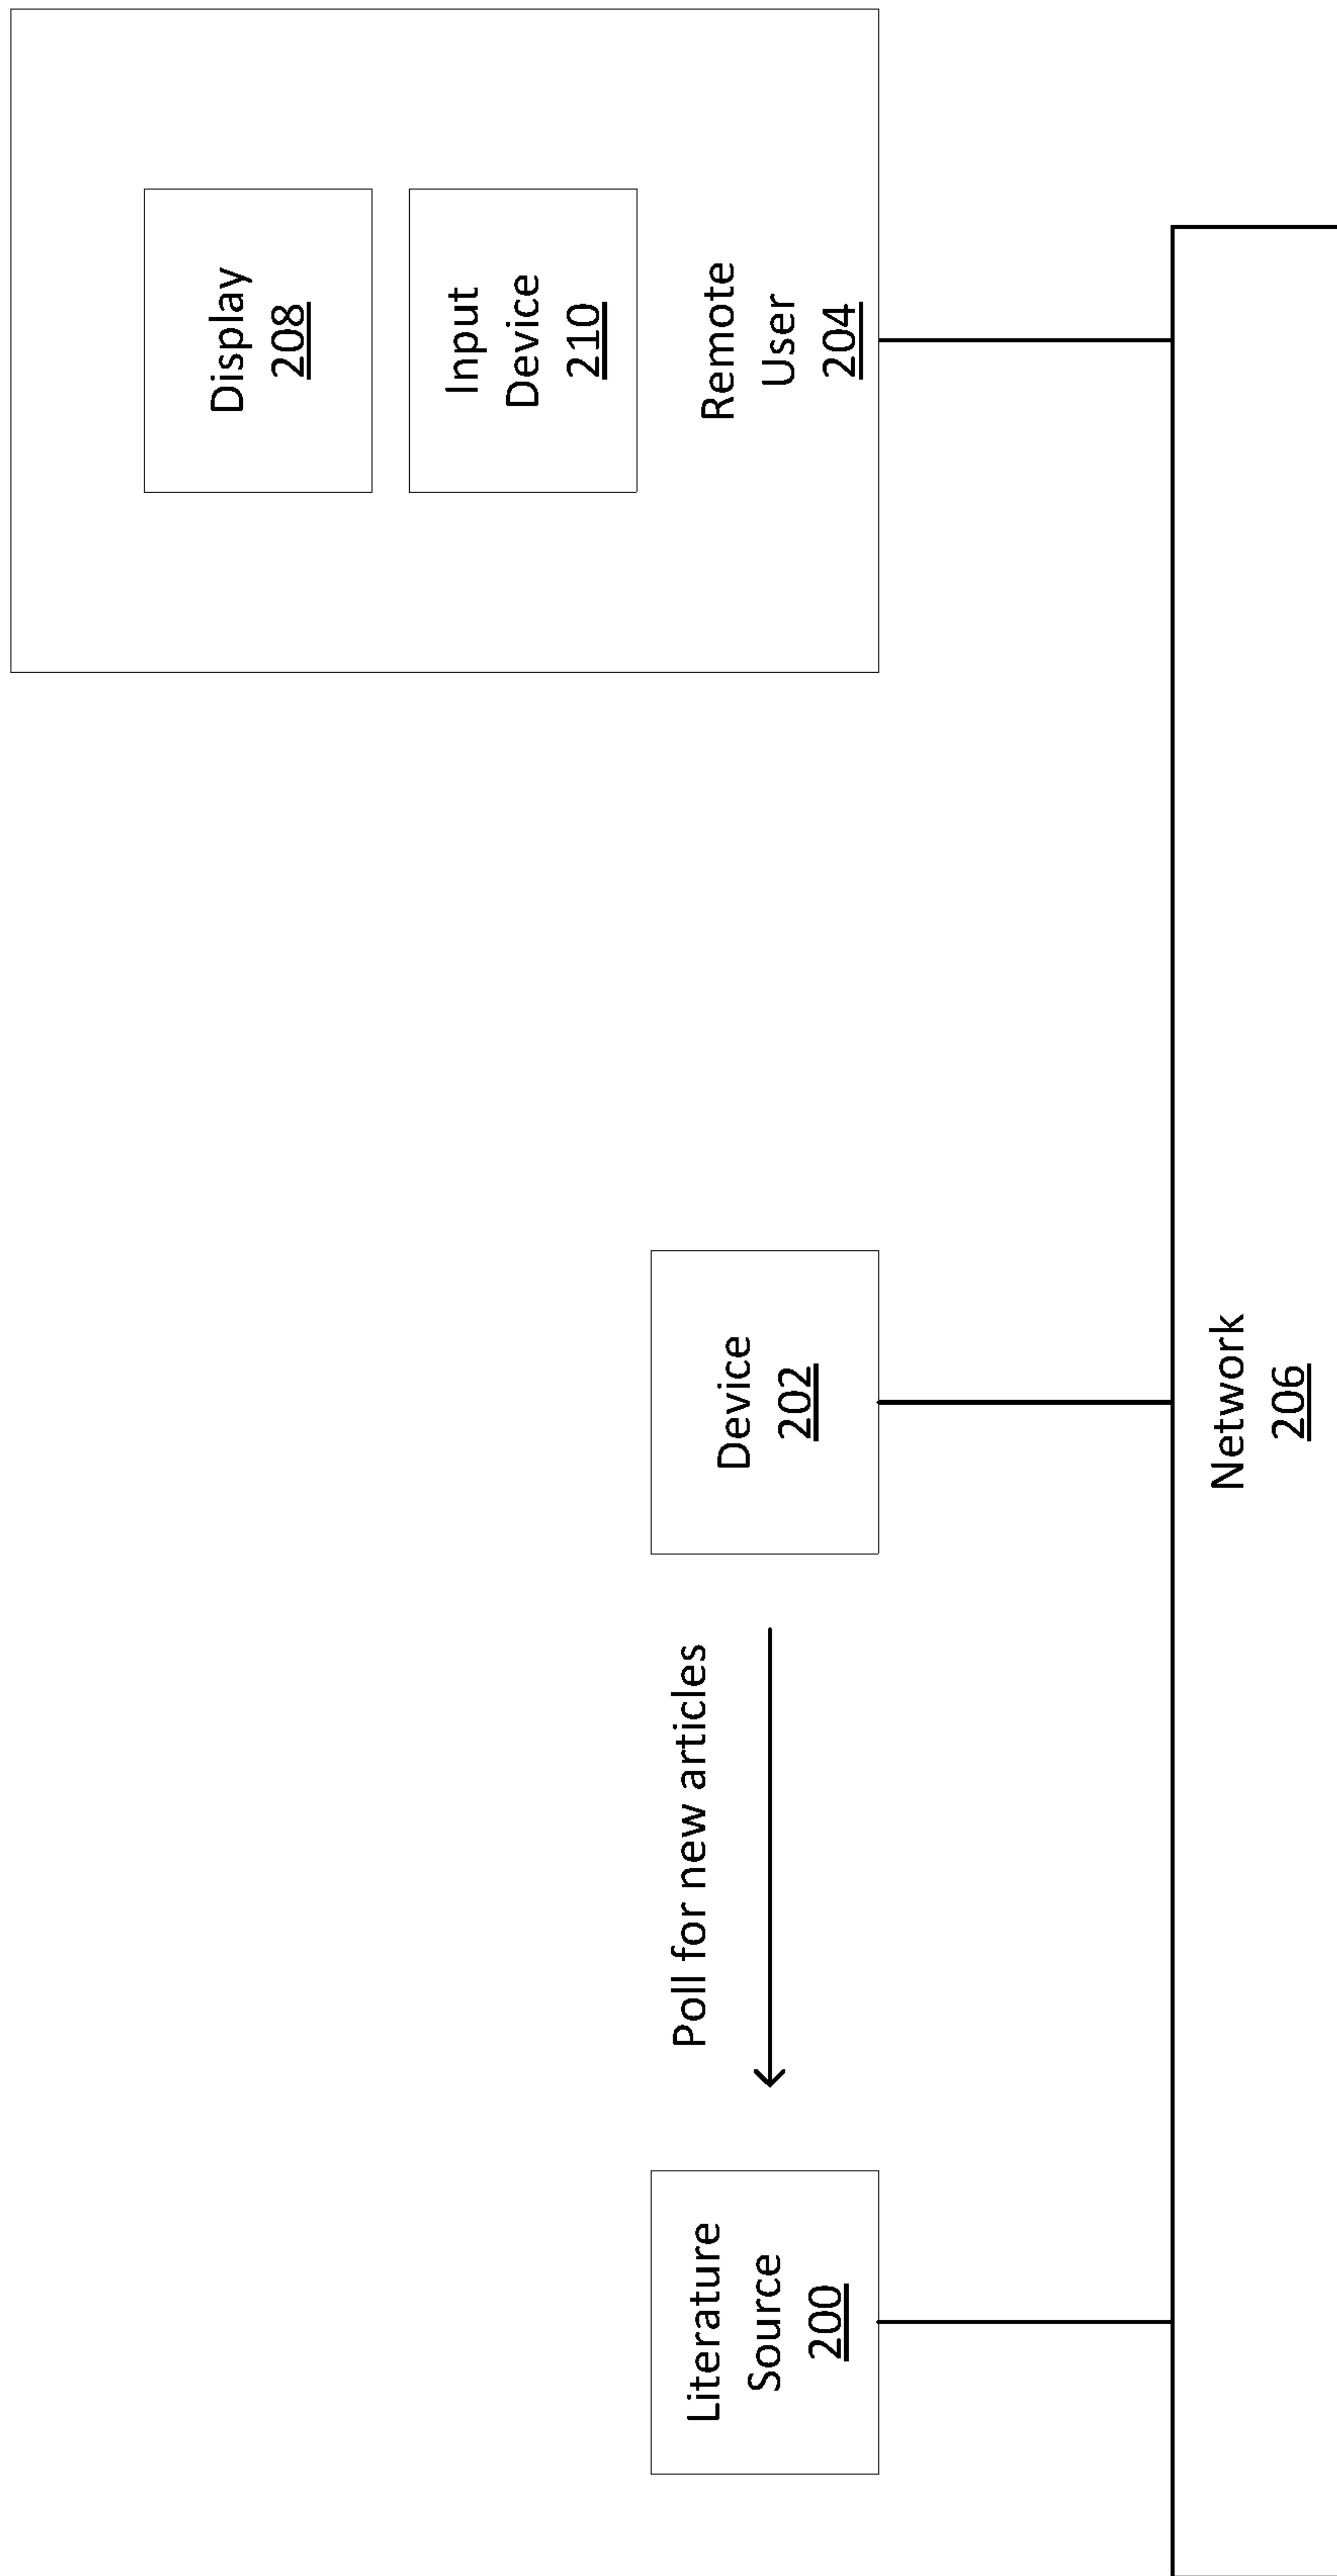 Literature
Source
200
Poll for new articles
Device
202
Display
208
Input
Device
210
Remote
User
204
Network
206